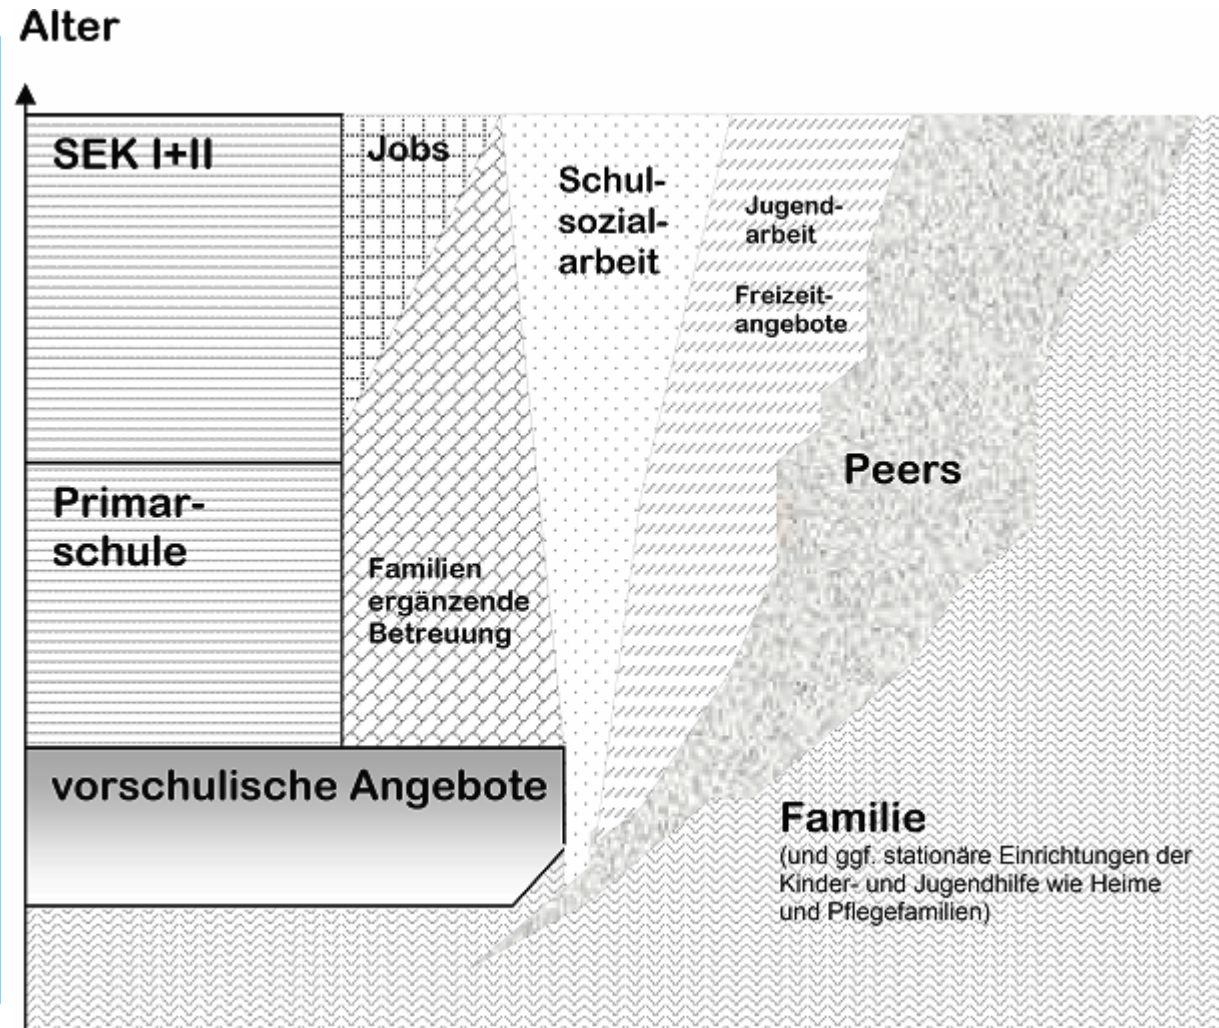 Alter
SEK I+II
Jobs
Schul-
sozial-
arbeit
Jugend-
arbeit
Freizeit-
angebote
Peers
Primar-
schule
Familien
ergänzende
Betreuung
vorschulische Angebote
Familie
(und ggf. stationäre Einrichtungen der
Kinder- und Jugendhilfe wie Heime
und Pflegefamilien)